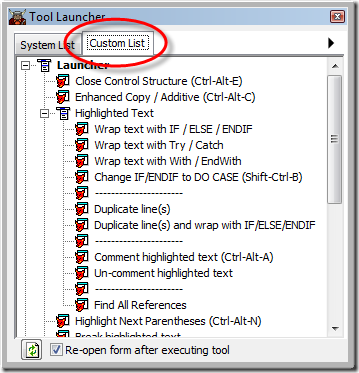 Tool Launcher
System List
Custom List
Launcher
Close Control Structure (Ctrl-Alt-E)
Enhanced Copy / Additive (Ctrl-Alt-C)
Highlighted Text
Wrap text with IF / ELSE / ENDIF
Wrap text with Try / Catch
Wrap text with With / EndWith
Change IF/ENDIF to DO CASE (Shift-Ctrl-B)
----------------------
Duplicate line(s)
Duplicate line(s) and wrap with IF/ELSE/ENDIF
----------------------
Comment highlighted text (Ctrl-Alt-A)
Un-comment highlighted text
----------------------
Find All References
Highlight Next Parentheses (Ctrl-Alt-N)
Break highlighted text
Re-open form after executing tool